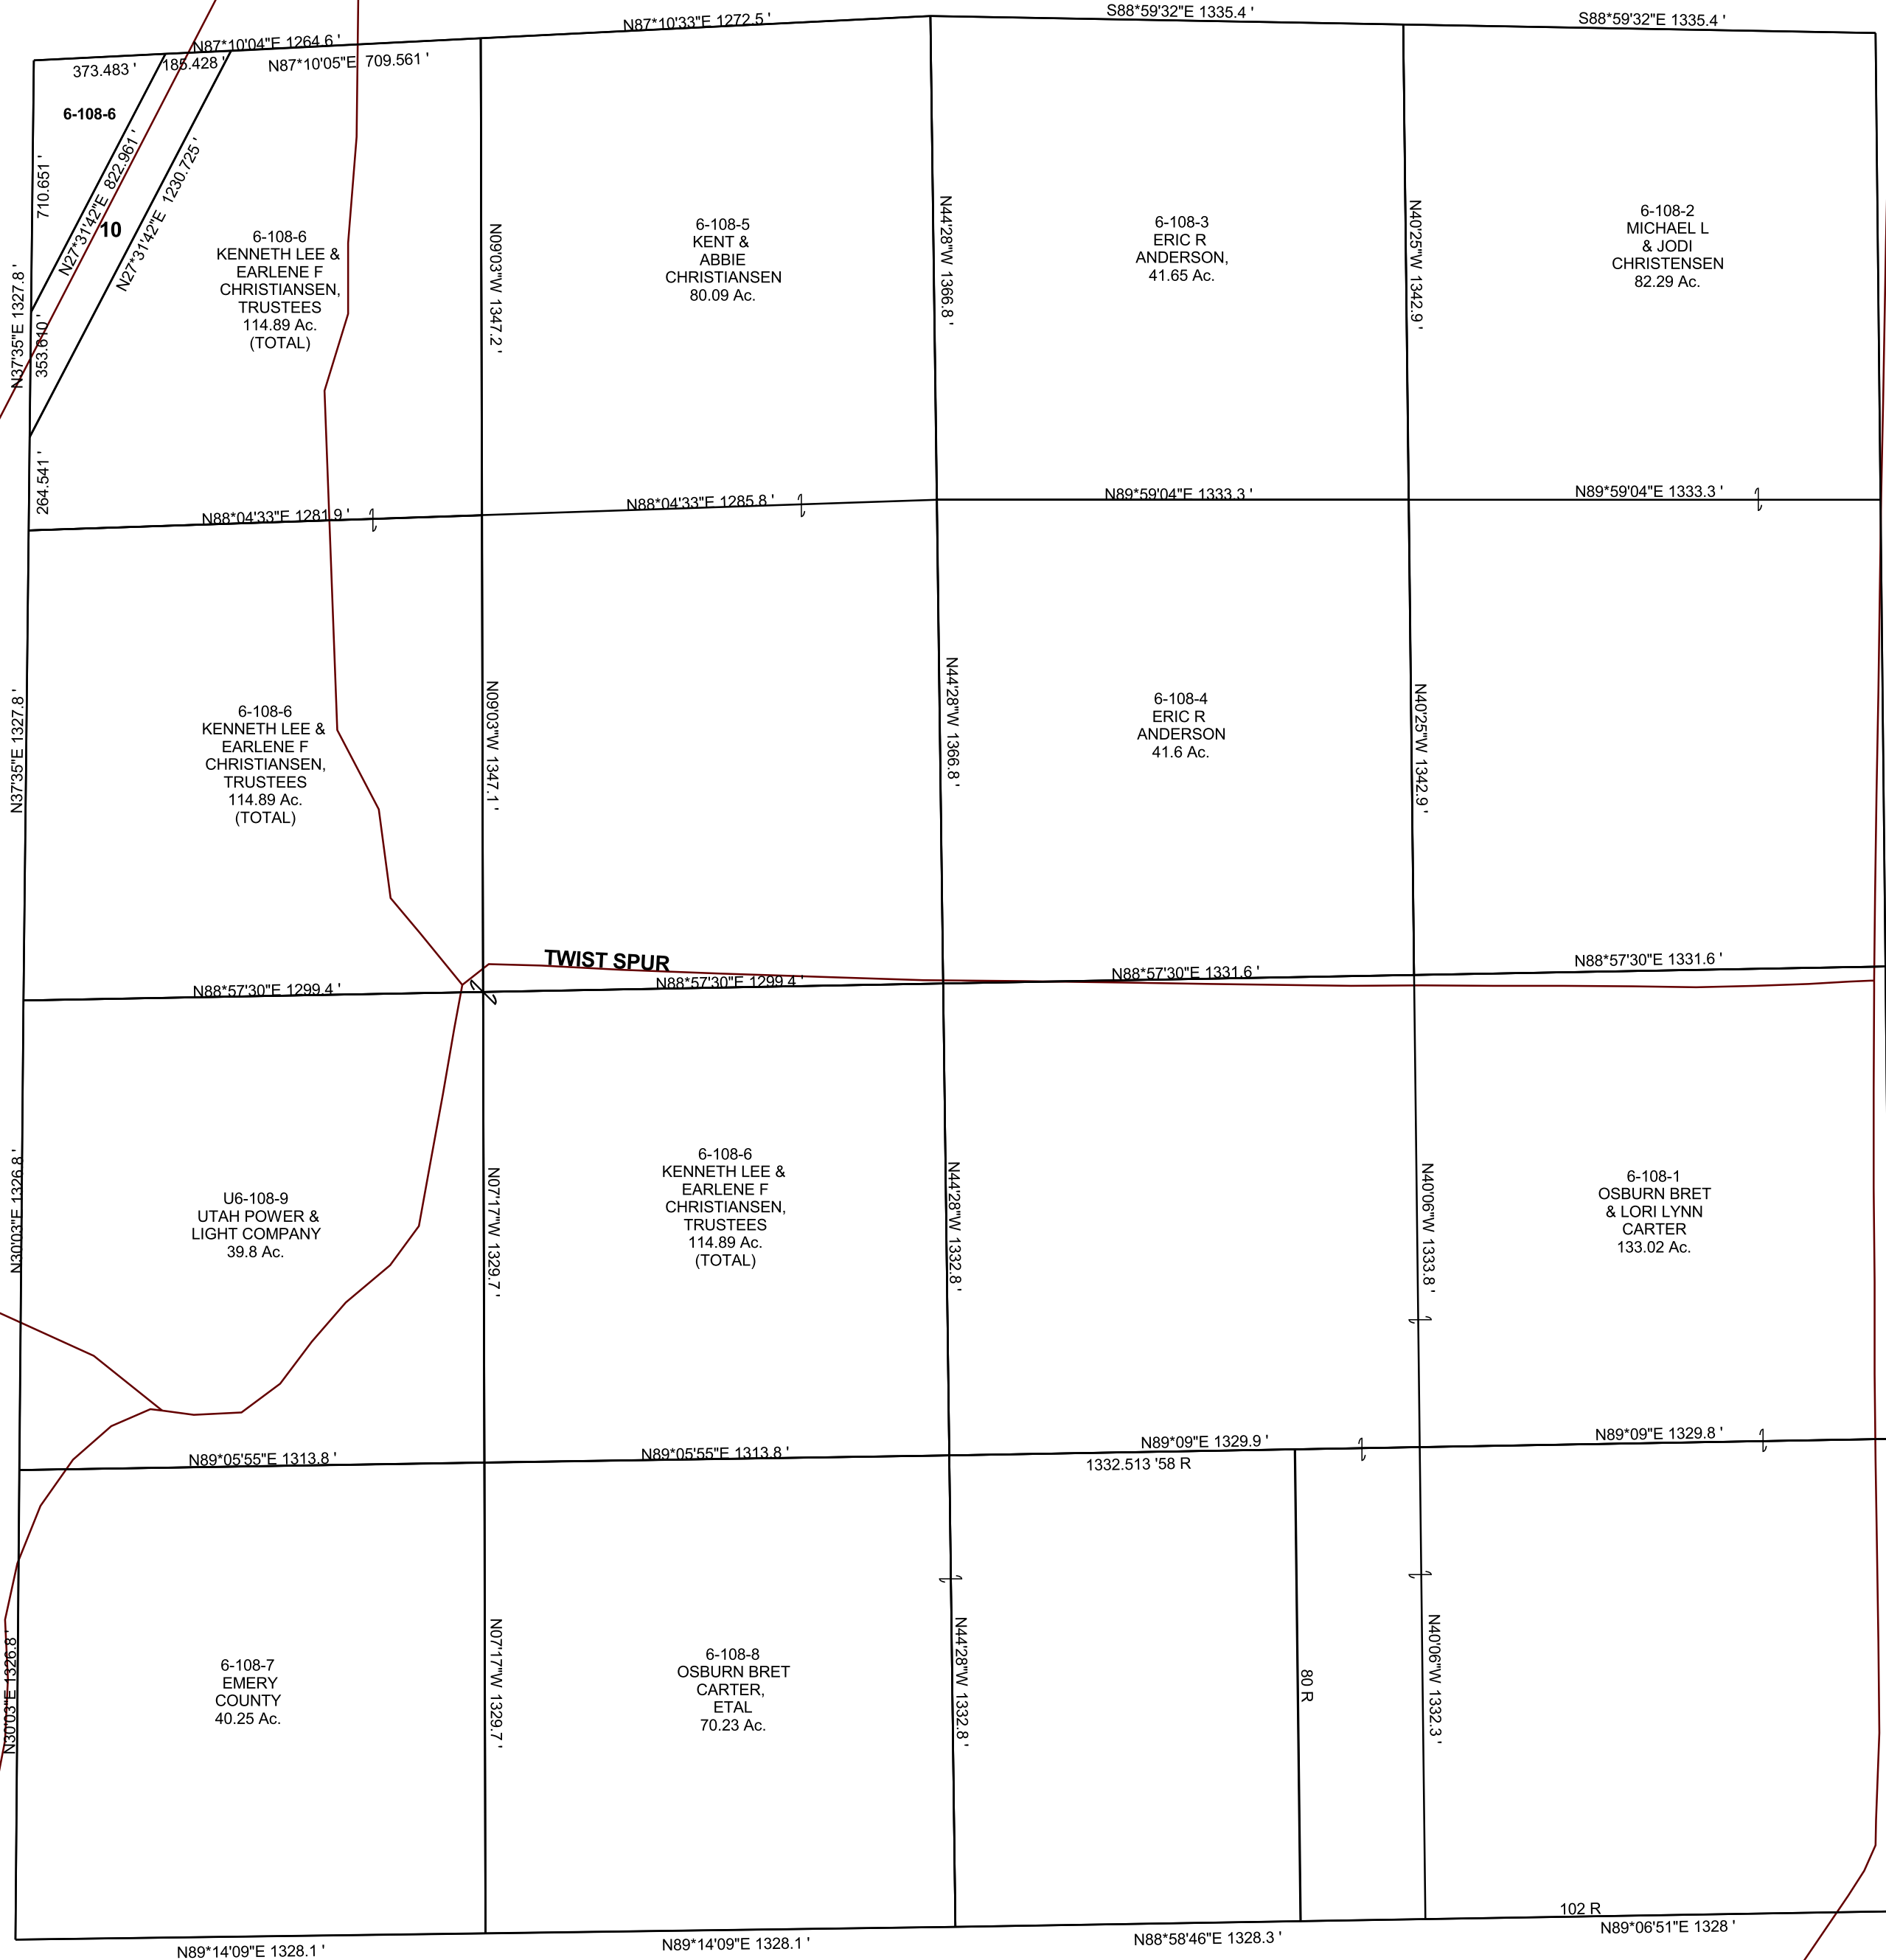 N87*10'04"E 1264.6 '
N87*10'33"E 1272.5 '
S88*59'32"E 1335.4 '
S88*59'32"E 1335.4 '
373.483 '
185.428 '
N87*10'05"E 709.561 '
6-108-6
710.651 '
N27*31'42"E 822.961 '
10
N27*31'42"E 1230.725 '
N37'35"E 1327.8 '
353.610 '
264.541 '
6-108-6
KENNETH LEE &
EARLENE F
CHRISTIANSEN,
TRUSTEES
114.89 Ac.
(TOTAL)
N09'03"W 1347.2 '
6-108-5
KENT &
ABBIE
CHRISTIANSEN
80.09 Ac.
N44'28"W 1366.8 '
6-108-3
ERIC R
ANDERSON,
41.65 Ac.
N40'25"W 1342.9 '
6-108-2
MICHAEL L
& JODI
CHRISTENSEN
82.29 Ac.
N88*04'33"E 1281.9 '
N88*04'33"E 1285.8 '
N89*59'04"E 1333.3 '
N89*59'04"E 1333.3 '
N37'35"E 1327.8 '
6-108-6
KENNETH LEE &
EARLENE F
CHRISTIANSEN,
TRUSTEES
114.89 Ac.
(TOTAL)
N09'03"W 1347.1 '
N44'28"W 1366.8 '
6-108-4
ERIC R
ANDERSON
41.6 Ac.
N40'25"W 1342.9 '
TWIST SPUR
N88*57'30"E 1299.4 '
N88*57'30"E 1299.4 '
N88*57'30"E 1331.6 '
N88*57'30"E 1331.6 '
N30'03"E 1326.8 '
U6-108-9
UTAH POWER &
LIGHT COMPANY
39.8 Ac.
N07'17"W 1329.7 '
6-108-6
KENNETH LEE &
EARLENE F
CHRISTIANSEN,
TRUSTEES
114.89 Ac.
(TOTAL)
N44'28"W 1332.8 '
N40'06"W 1333.8 '
6-108-1
OSBURN BRET
& LORI LYNN
CARTER
133.02 Ac.
N89*05'55"E 1313.8 '
N89*05'55"E 1313.8 '
N89*09"E 1329.9 '
N89*09"E 1329.8 '
1332.513 '58 R
N30'03"E 1326.8 '
6-108-7
EMERY
COUNTY
40.25 Ac.
N07'17"W 1329.7 '
6-108-8
OSBURN BRET
CARTER,
ETAL
70.23 Ac.
N44'28"W 1332.8 '
80 R
N40'06"W 1332.3 '
102 R
N89*14'09"E 1328.1 '
N89*14'09"E 1328.1 '
N88*58'46"E 1328.3 '
N89*06'51"E 1328 '